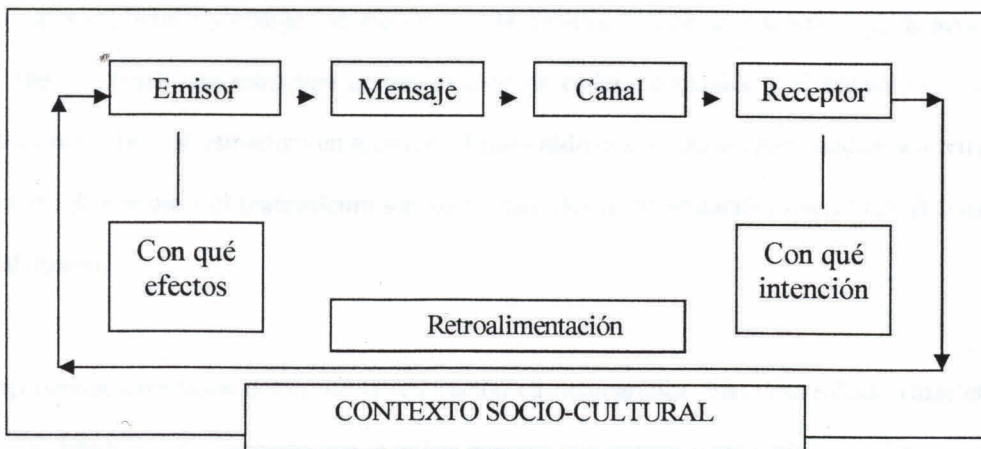 Emisor
Mensaje
Canal
Receptor
Con qué
efectos
Con qué
intención
Retroalimentación
CONTEXTO SOCIO-CULTURAL